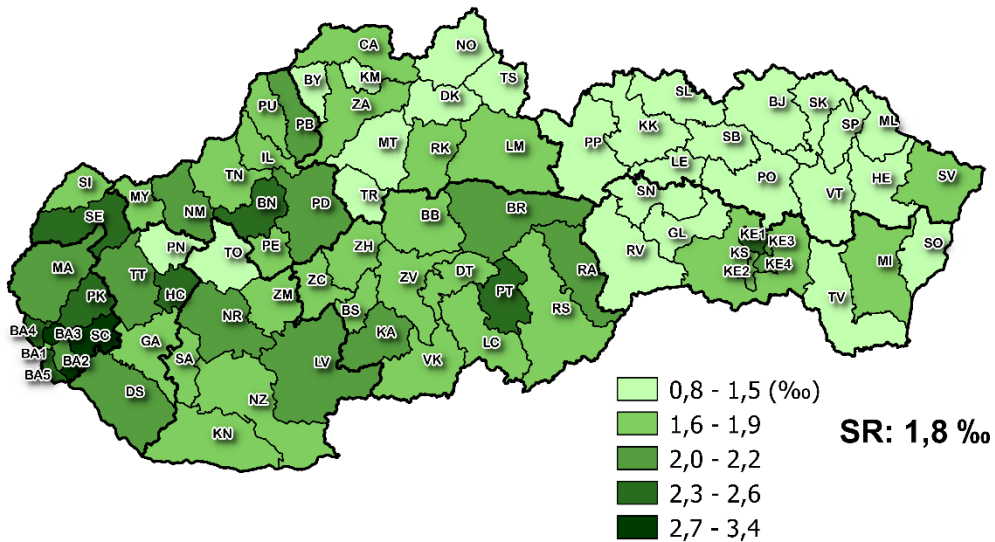 CA
NO
BY
KM
TS
PU
PB
ZA
DK
SL
BJ
SK
ML
KK
SP
MT
RK
LM
PP
SB
IL
TN
LE
PO
HE
SV
SI
MY
NM
BN
PD
TR
SN
VT
SE
BB
BR
GL
KE1
KE3
SO
PN
TO
PE
ZH
RV
KS
MA
TT
ZC
ZV
DT
RA
KE2
KE4
MI
PK
HC
ZM
PT
TV
BA4
BA3
SC
NR
BS
RS
BA1
BA2
GA
SA
KA
LC
BA5
LV
VK
DS
NZ
KN
0,8 - 1,5 (‰)
1,6 - 1,9
2,0 - 2,2
2,3 - 2,6
2,7 - 3,4
SR: 1,8 ‰